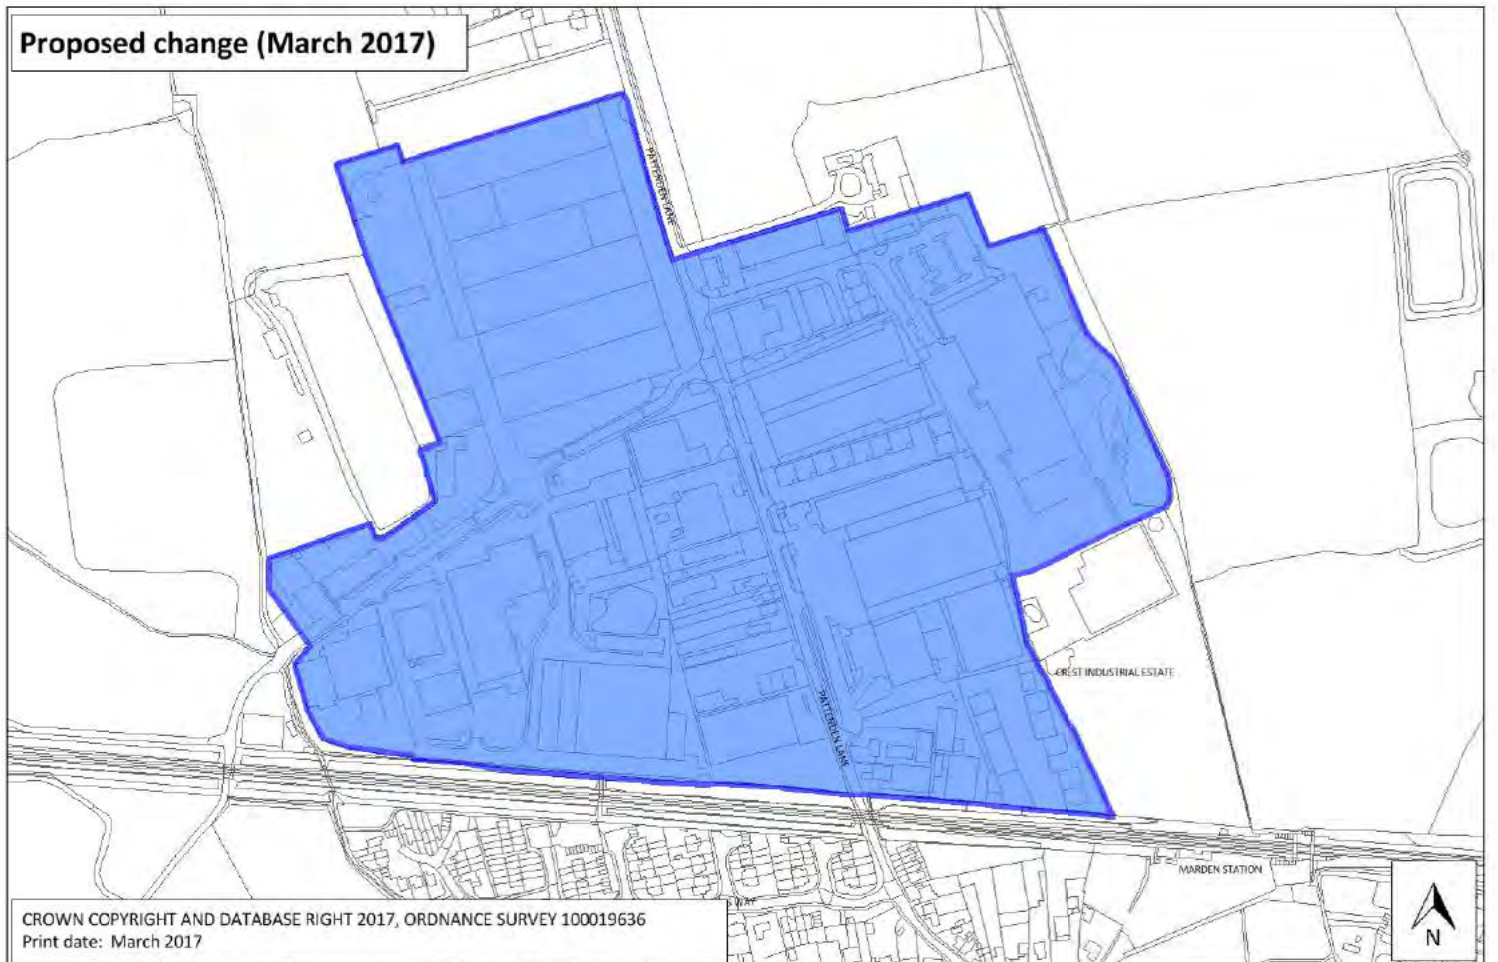 Proposed change (March 2017)
PATTENDEN LANE
CREST INDUSTRIAL ESTATE
PATTENDEN LANE
MARDEN STATION
WAY
CROWN COPYRIGHT AND DATABASE RIGHT 2017, ORDNANCE SURVEY 100019636
Print date: March 2017
N